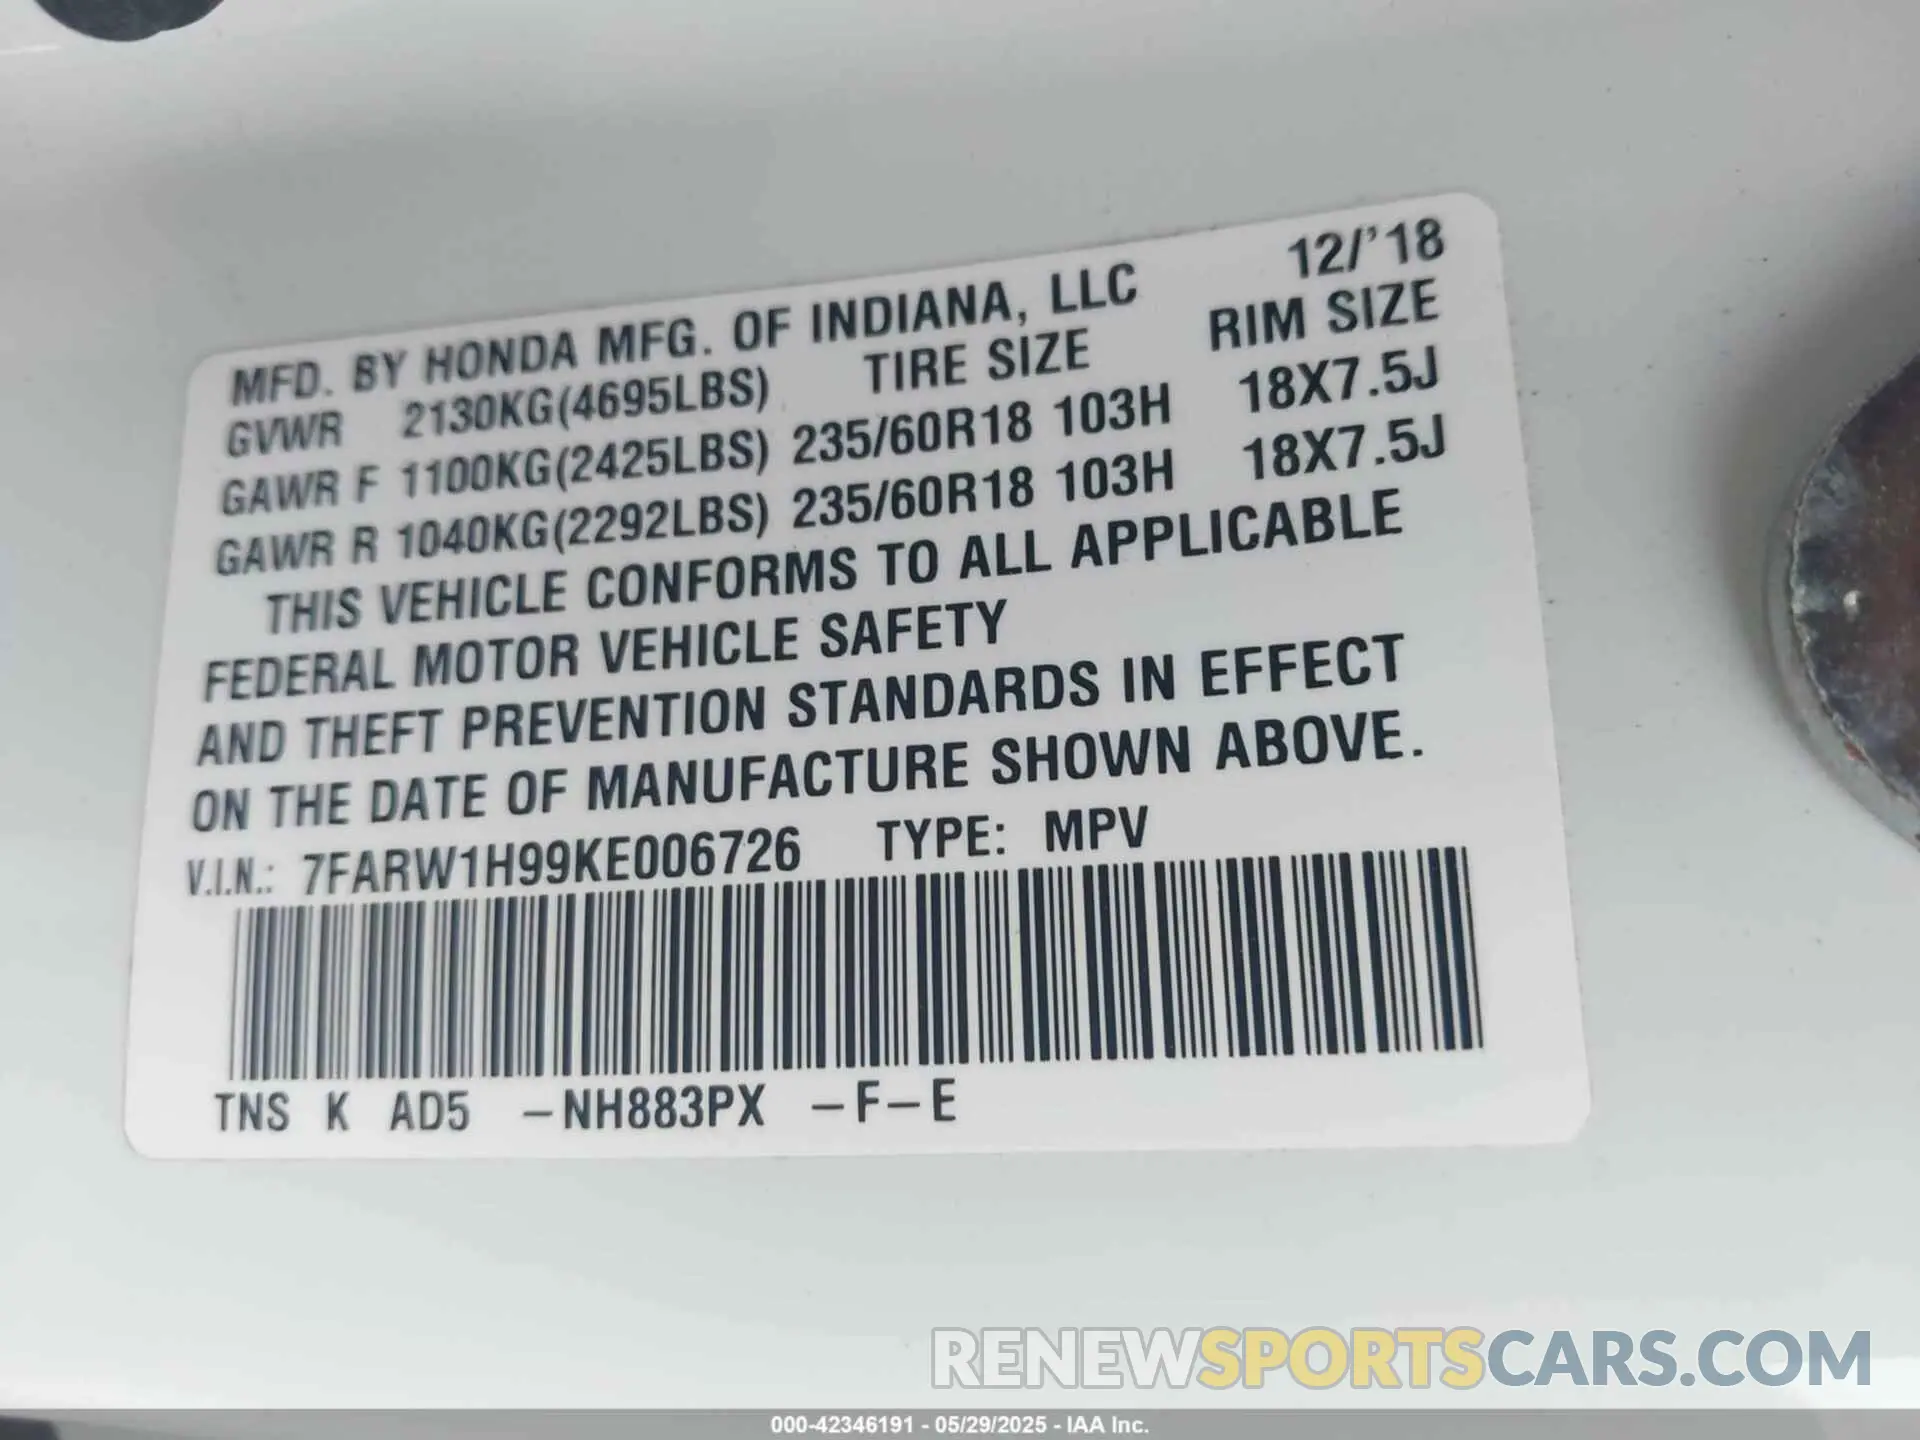 MFD. BY HONDA MFG. OF INDIANA, LLC 12/'18
GVWR 2130KG(4695LBS) TIRE SIZE RIM SIZE
GAWR F 1100KG(2425LBS) 235/60R18 103H 18X7.5J
GAWR R 1040KG(2292LBS) 235/60R18 103H 18X7.5J
THIS VEHICLE CONFORMS TO ALL APPLICABLE
FEDERAL MOTOR VEHICLE SAFETY
AND THEFT PREVENTION STANDARDS IN EFFECT
ON THE DATE OF MANUFACTURE SHOWN ABOVE.
V.I.N.: 7FARW1H99KE006726 TYPE: MPV
TNS K AD5 -NH883PX -F-E
RENEWSPORTSCARS.COM
000-42346191 - 05/29/2025 - IAA Inc.